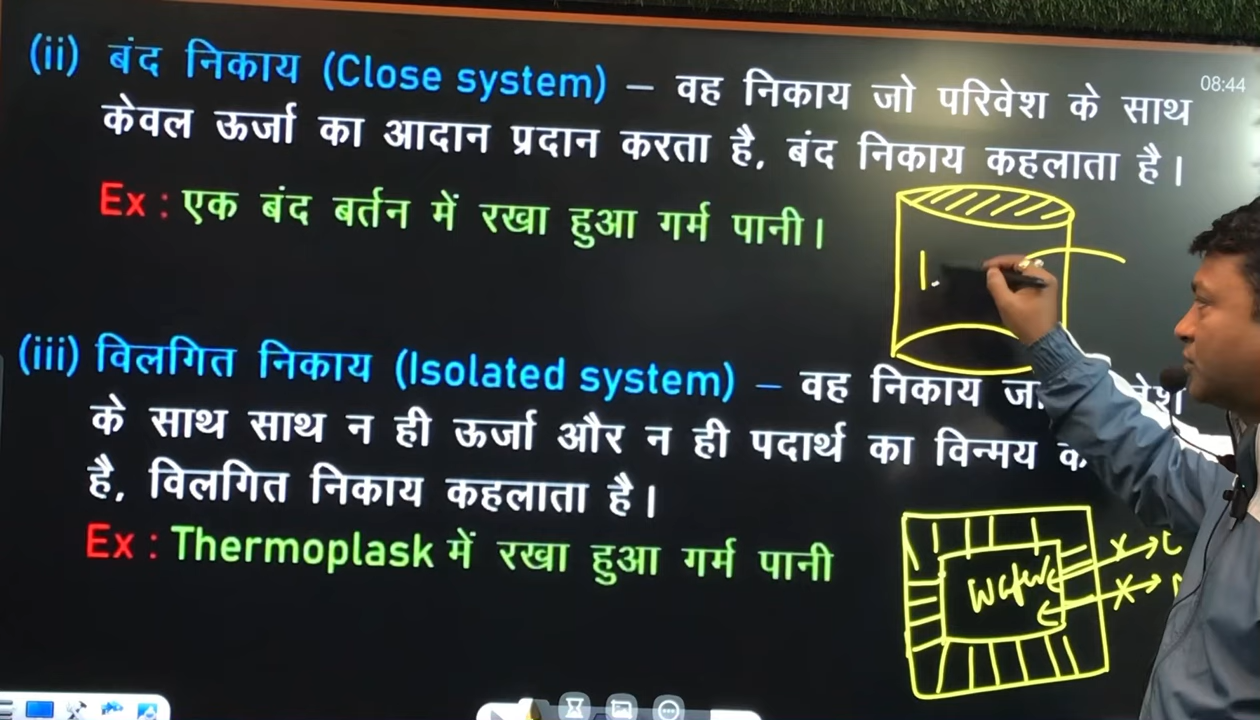 08:44
(ii) बंद निकाय (Close system) – वह निकाय जो परिवेश के साथ
केवल ऊर्जा का आदान प्रदान करता है, बंद निकाय कहलाता है।
Ex : एक बंद बर्तन में रखा हुआ गर्म पानी।
(iii) विलगित निकाय (Isolated system) – वह निकाय
के साथ साथ न ही ऊर्जा और न ही पदार्थ का विन्मय
है, विलगित निकाय कहलाता है।
Ex : Thermoplask में रखा हुआ गर्म पानी
Water